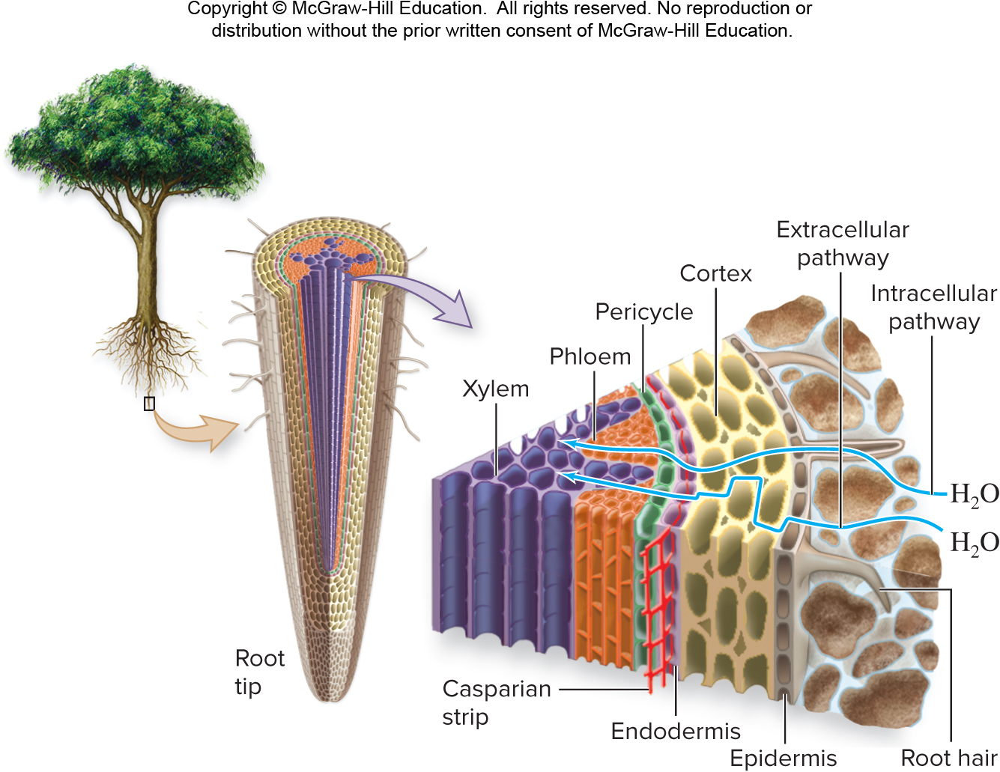 Copyright © McGraw-Hill Education.  All rights reserved. No reproduction or
distribution without the prior written consent of McGraw-Hill Education.
Extracellular
pathway
Cortex
Intracellular
pathway
Pericycle
Phloem
Xylem
H₂O
H₂O
Root
tip
Casparian
strip
Endodermis
Epidermis
Root hair